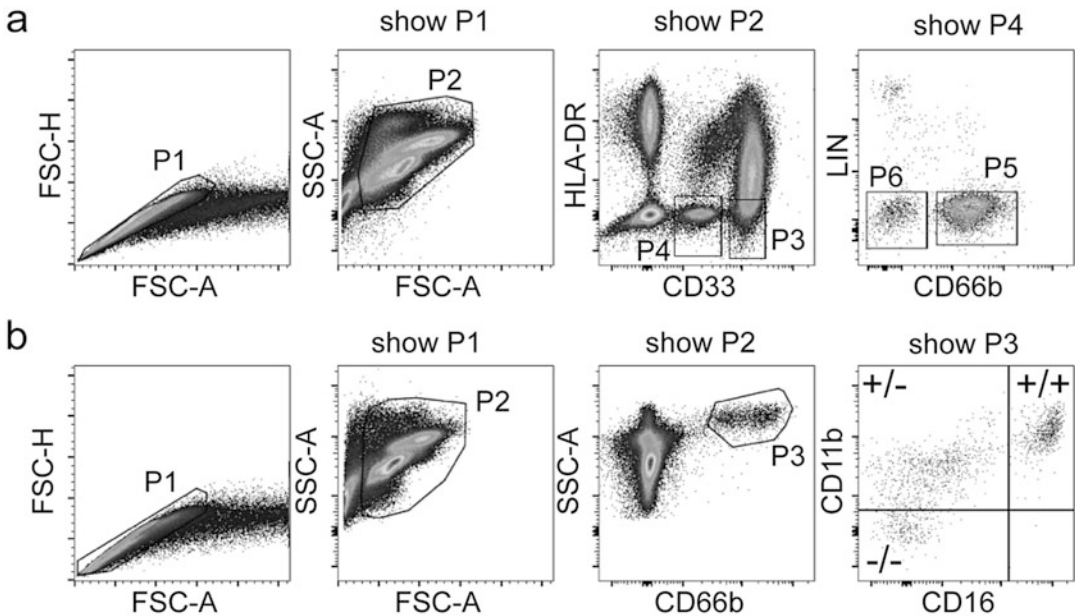 a
show P1
show P2
show P4
FSC-H
P1
FSC-A
SSC-A
P2
FSC-A
HLA-DR
P4
P3
CD33
LIN
P6
P5
CD66b
b
show P1
show P2
show P3
FSC-H
P1
FSC-A
SSC-A
P2
FSC-A
SSC-A
P3
CD66b
CD11b
+/-
+/+
-/-
CD16